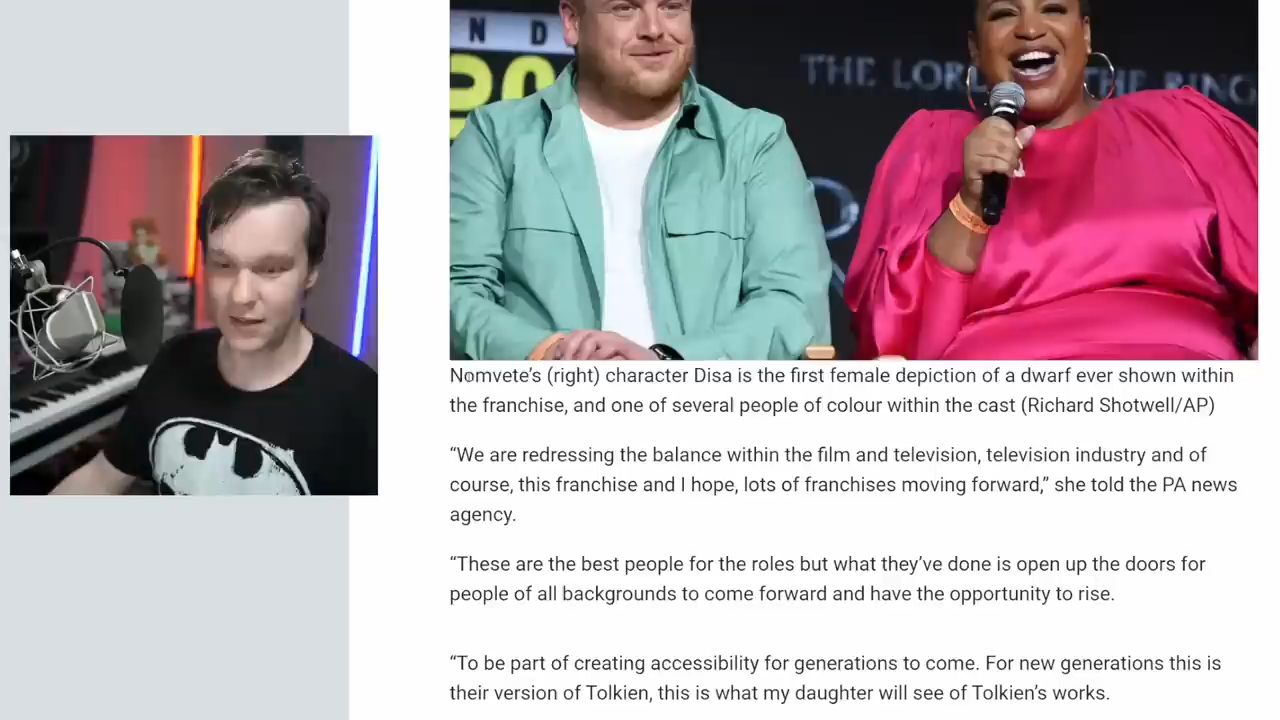 N D
20
THE LOR THE RING
Nomvete’s (right) character Disa is the first female depiction of a dwarf ever shown within
the franchise, and one of several people of colour within the cast (Richard Shotwell/AP)
“We are redressing the balance within the film and television, television industry and of
course, this franchise and I hope, lots of franchises moving forward,” she told the PA news
agency.
“These are the best people for the roles but what they’ve done is open up the doors for
people of all backgrounds to come forward and have the opportunity to rise.
“To be part of creating accessibility for generations to come. For new generations this is
their version of Tolkien, this is what my daughter will see of Tolkien’s works.